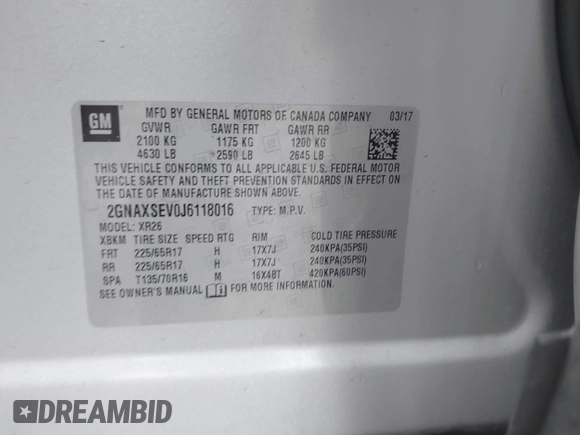 GM
MFD BY GENERAL MOTORS OF CANADA COMPANY 03/17
GVWR GAWR FRT GAWR RR
2100 KG 1175 KG 1200 KG
4630 LB 2590 LB 2645 LB
THIS VEHICLE CONFORMS TO ALL APPLICABLE U.S. FEDERAL MOTOR
VEHICLE SAFETY AND THEFT PREVENTION STANDARDS IN EFFECT ON
THE DATE OF MANUFACTURE SHOWN ABOVE.
2GNAXSEV0J6118016 TYPE: M.P.V.
MODEL: XR26
XBKM TIRE SIZE SPEED RTG RIM COLD TIRE PRESSURE
FRT 225/65R17 H 17X7J 240KPA(35PSI)
RR 225/65R17 H 17X7J 240KPA(35PSI)
SPA T135/70R16 M 16X4BT 420KPA(60PSI)
SEE OWNER'S MANUAL FOR MORE INFORMATION.
DREAMBID